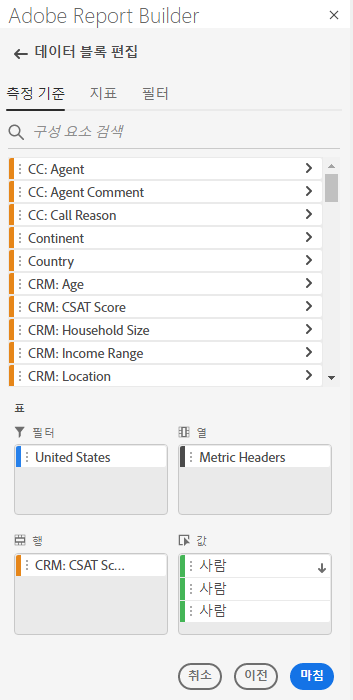 Adobe Report Builder
데이터 블록 편집
측정 기준 지표 필터
구성 요소 검색
CC: Agent
CC: Agent Comment
CC: Call Reason
Continent
Country
CRM: Age
CRM: CSAT Score
CRM: Household Size
CRM: Income Range
CRM: Location
표
필터 열
United States Metric Headers
행 값
CRM: CSAT Sc... 사람
사람
사람
취소 이전 마침